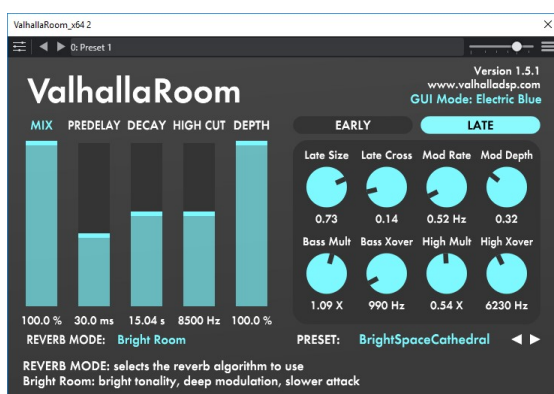 ValhallaRoom_x64 2
0: Preset 1
ValhallaRoom
Version 1.5.1
www.valhalladsp.com
GUI Mode: Electric Blue
MIX PREDELAY DECAY HIGH CUT DEPTH
EARLY LATE
Late Size Late Cross Mod Rate Mod Depth
0.73 0.14 0.52 Hz 0.32
Bass Mult Bass Xover High Mult High Xover
1.09 X 990 Hz 0.54 X 6230 Hz
100.0 % 30.0 ms 15.04 s 8500 Hz 100.0 %
REVERB MODE: Bright Room
PRESET: BrightSpaceCathedral
REVERB MODE: selects the reverb algorithm to use
Bright Room: bright tonality, deep modulation, slower attack